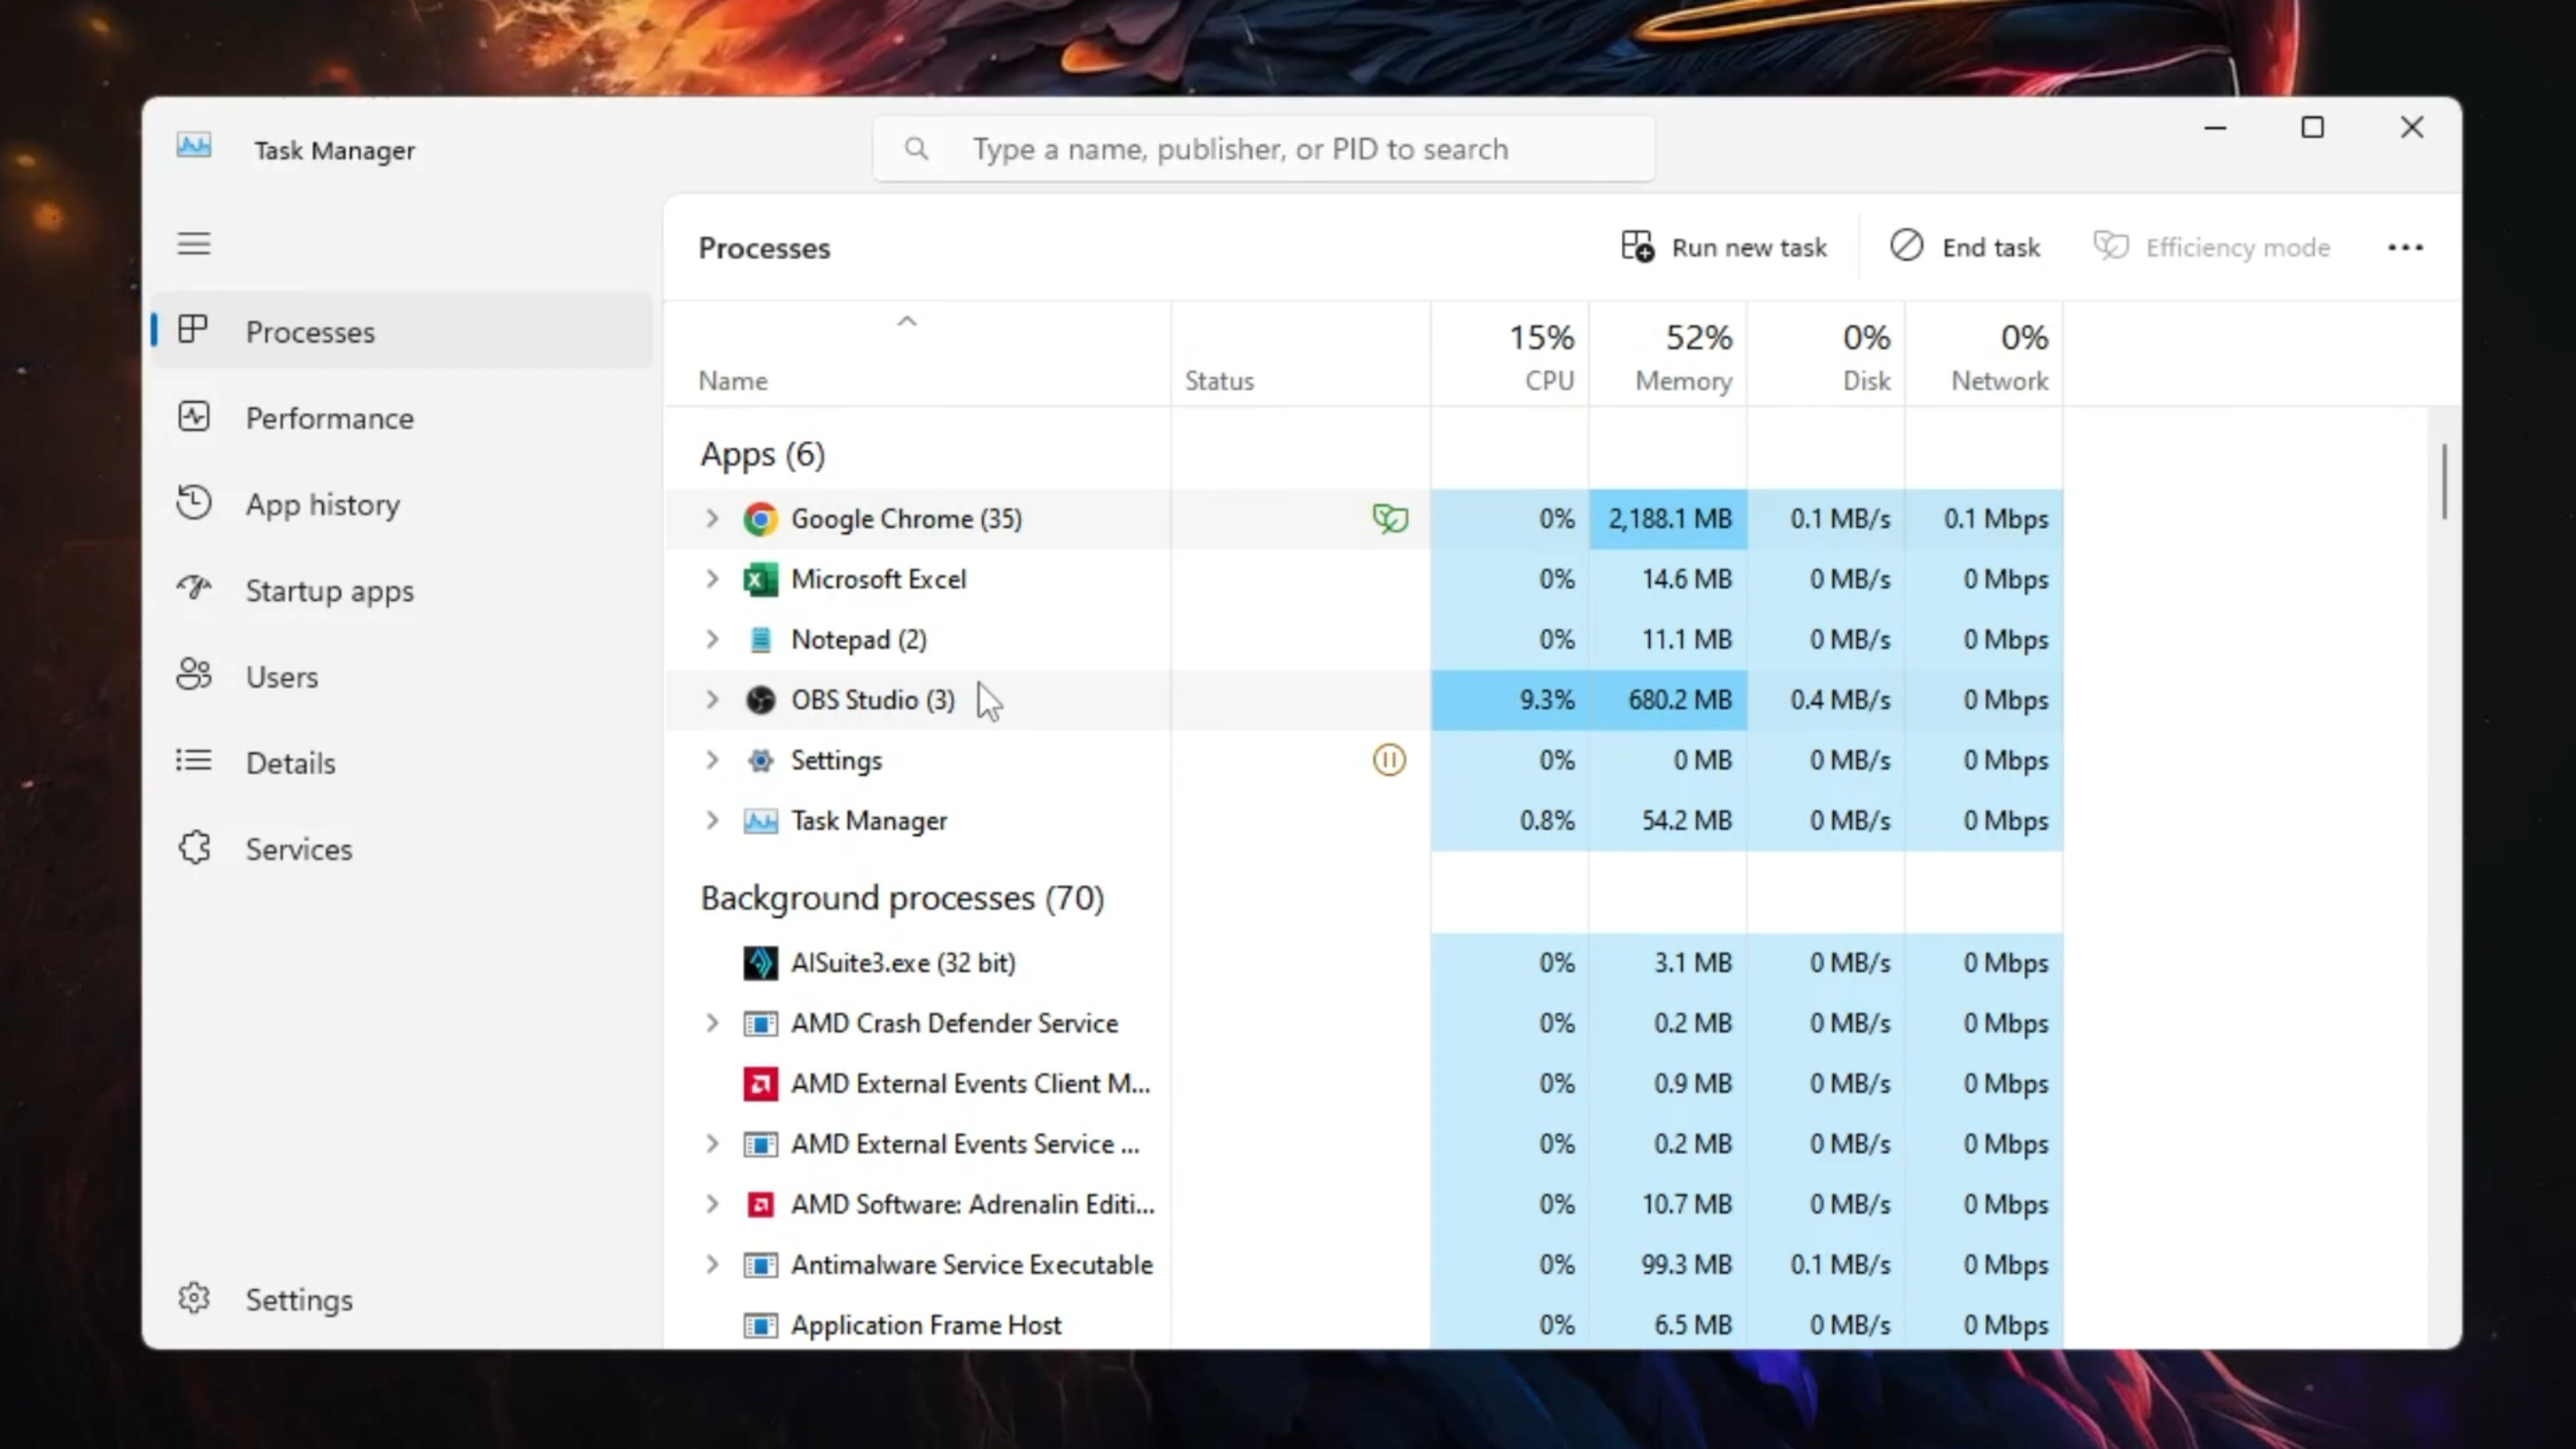 Task Manager
Type a name, publisher, or PID to search
Processes
Performance
App history
Startup apps
Users
Details
Services
Settings
Processes
Run new task
End task
Efficiency mode
15% 52% 0% 0%
Name Status CPU Memory Disk Network
Apps (6)
Google Chrome (35) 0% 2,188.1 MB 0.1 MB/s 0.1 Mbps
Microsoft Excel 0% 14.6 MB 0 MB/s 0 Mbps
Notepad (2) 0% 11.1 MB 0 MB/s 0 Mbps
OBS Studio (3) 9.3% 680.2 MB 0.4 MB/s 0 Mbps
Settings 0% 0 MB 0 MB/s 0 Mbps
Task Manager 0.8% 54.2 MB 0 MB/s 0 Mbps
Background processes (70)
AISuite3.exe (32 bit) 0% 3.1 MB 0 MB/s 0 Mbps
AMD Crash Defender Service 0% 0.2 MB 0 MB/s 0 Mbps
AMD External Events Client M... 0% 0.9 MB 0 MB/s 0 Mbps
AMD External Events Service ... 0% 0.2 MB 0 MB/s 0 Mbps
AMD Software: Adrenalin Editi... 0% 10.7 MB 0 MB/s 0 Mbps
Antimalware Service Executable 0% 99.3 MB 0.1 MB/s 0 Mbps
Application Frame Host 0% 6.5 MB 0 MB/s 0 Mbps